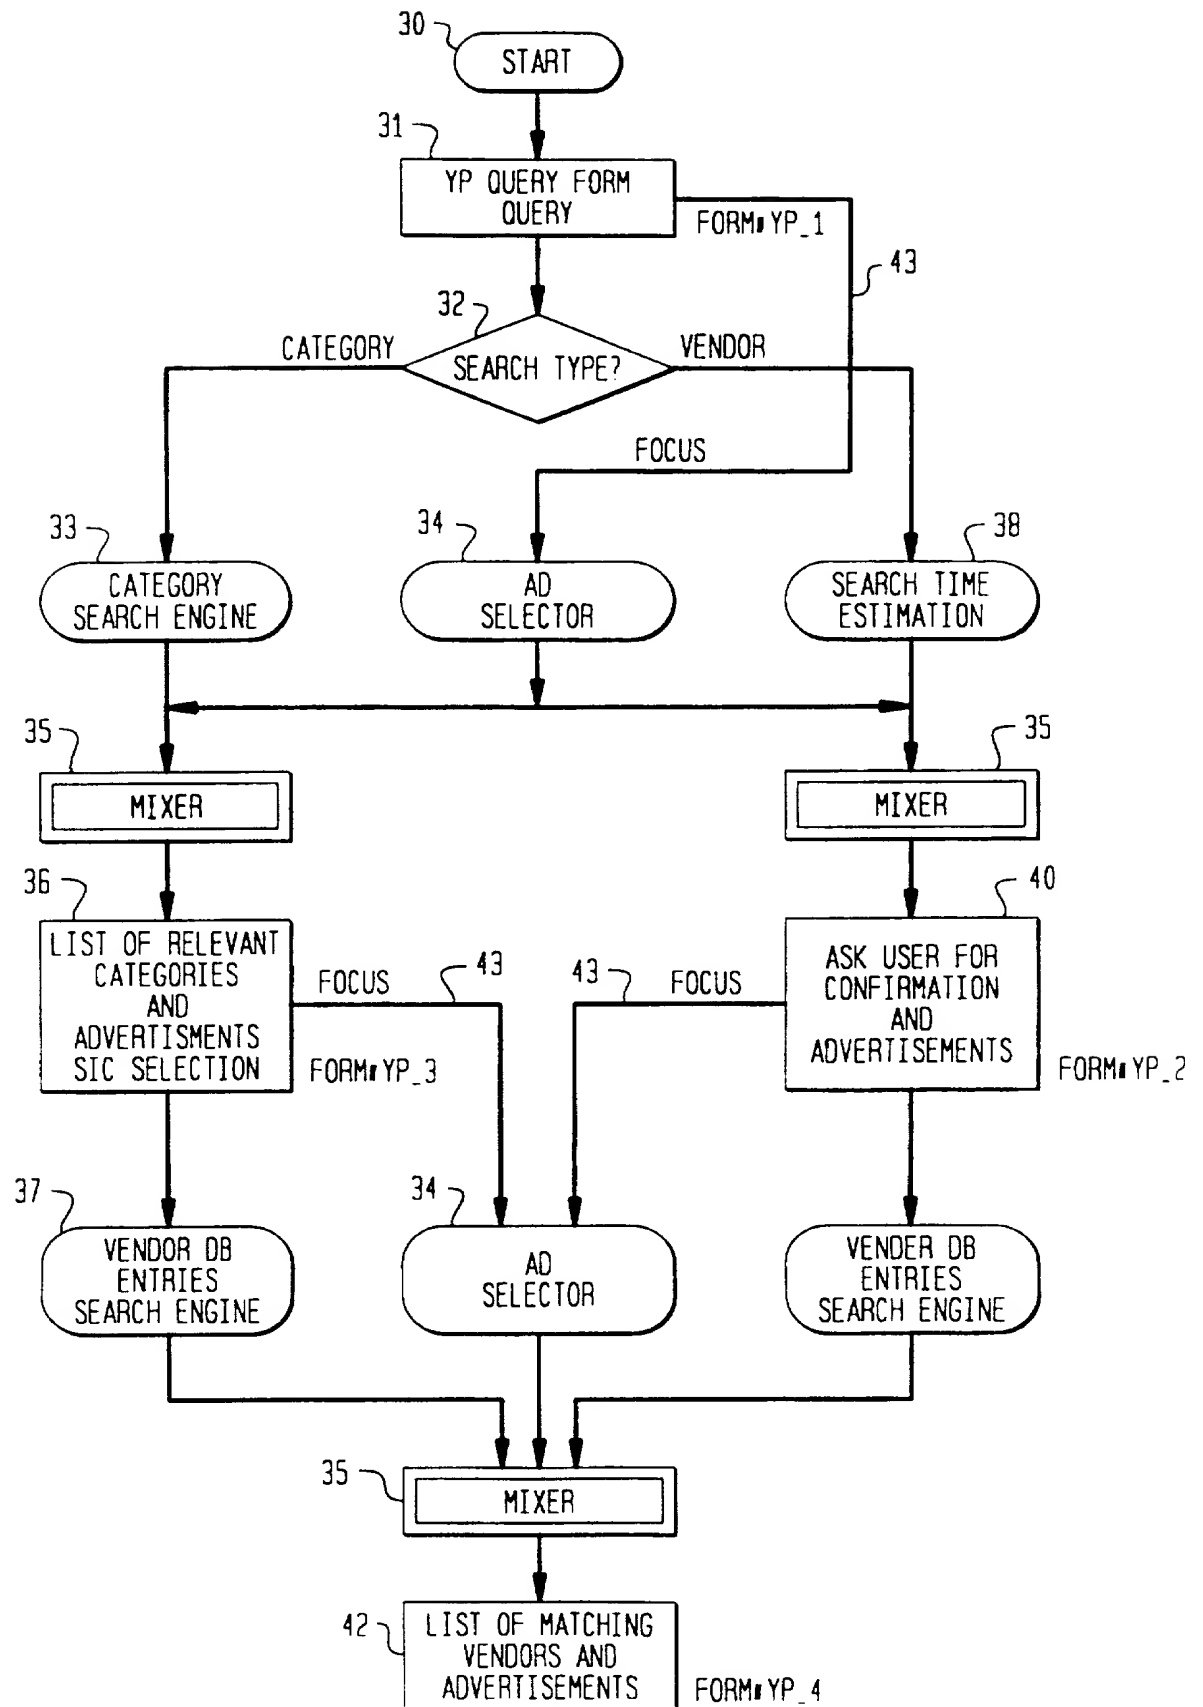 30
START
31
YP QUERY FORM
QUERY
FORM# YP_1
43
32
CATEGORY
SEARCH TYPE?
VENDOR
FOCUS
33
CATEGORY
SEARCH ENGINE
34
AD
SELECTOR
38
SEARCH TIME
ESTIMATION
35
MIXER
35
MIXER
36
LIST OF RELEVANT
CATEGORIES
AND
ADVERTISMENTS
SIC SELECTION
FOCUS
43
FORM# YP_3
40
ASK USER FOR
CONFIRMATION
AND
ADVERTISEMENTS
43
FOCUS
FORM# YP_2
37
VENDOR DB
ENTRIES
SEARCH ENGINE
34
AD
SELECTOR
VENDER DB
ENTRIES
SEARCH ENGINE
35
MIXER
42
LIST OF MATCHING
VENDORS AND
ADVERTISEMENTS
FORM# YP_4